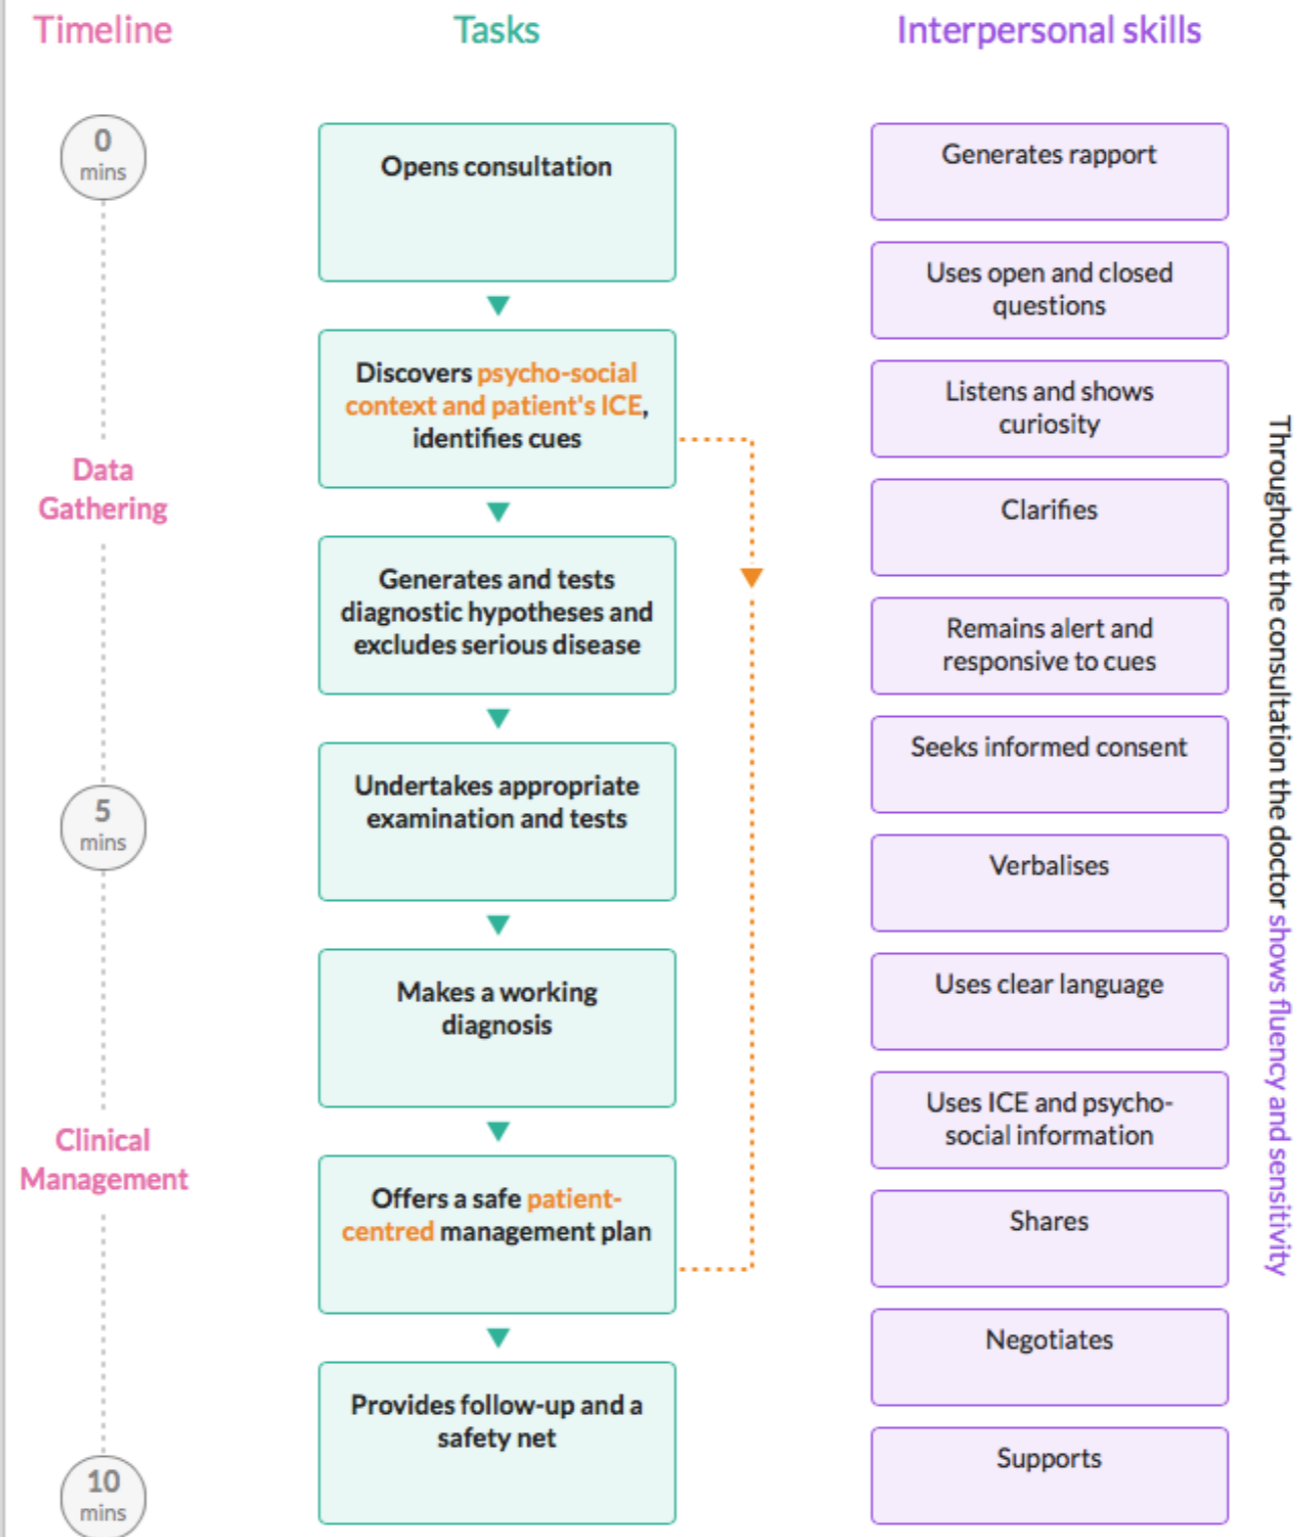 Timeline
Tasks
Interpersonal skills
0
mins
Data
Gathering
5
mins
Clinical
Management
10
mins
Opens consultation
Discovers psycho-social
context and patient's ICE,
identifies cues
Generates and tests
diagnostic hypotheses and
excludes serious disease
Undertakes appropriate
examination and tests
Makes a working
diagnosis
Offers a safe patient-
centred management plan
Provides follow-up and a
safety net
Generates rapport
Uses open and closed
questions
Listens and shows
curiosity
Clarifies
Remains alert and
responsive to cues
Seeks informed consent
Verbalises
Uses clear language
Uses ICE and psycho-
social information
Shares
Negotiates
Supports
Throughout the consultation the doctor shows fluency and sensitivity